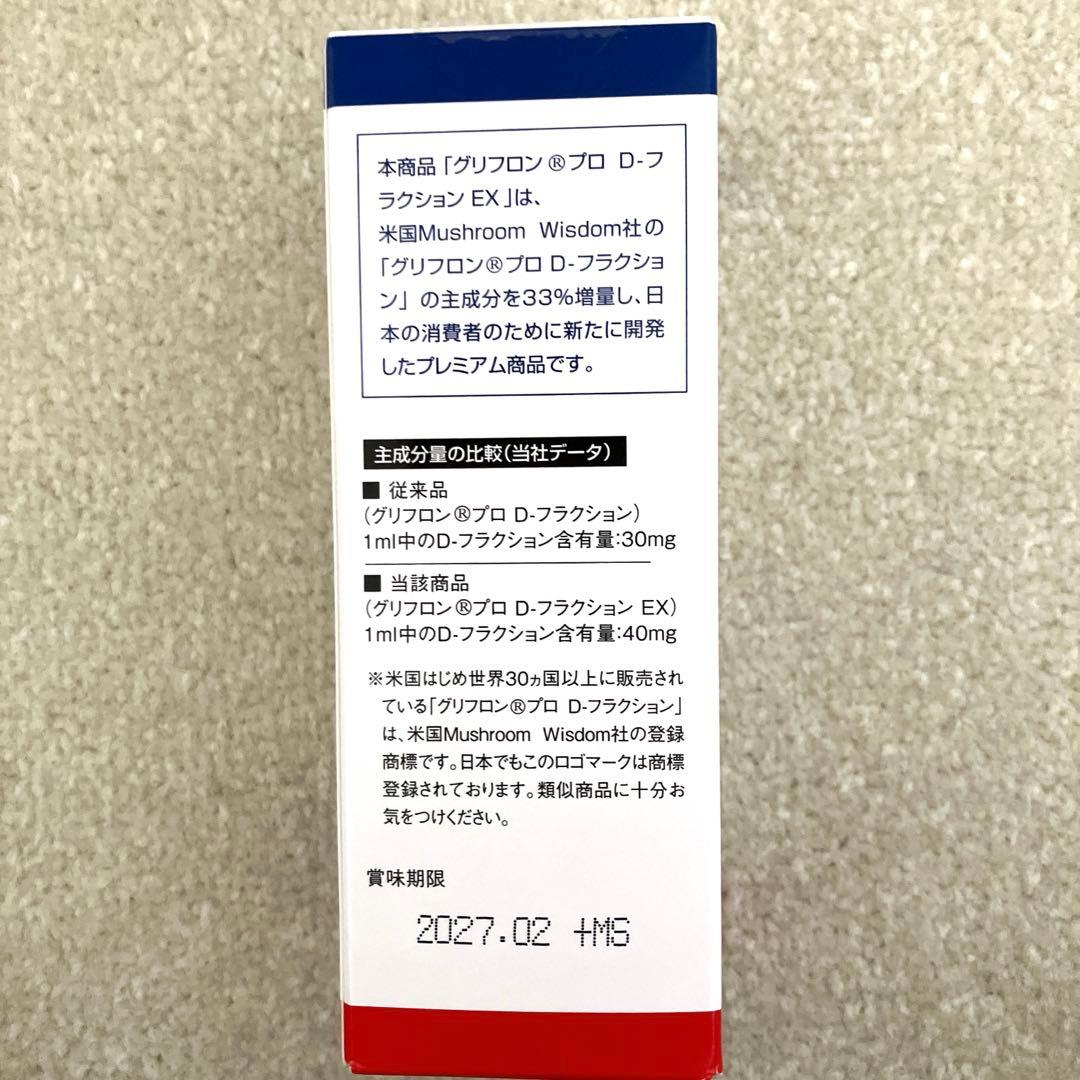 本商品「グリフロン®プロ D-フ
ラクション EX」は、
米国Mushroom Wisdom社の
「グリフロン®プロ D-フラクショ
ン」の主成分を33%増量し、日
本の消費者のために新たに開発
したプレミアム商品です。
主成分量の比較(当社データ)
■ 従来品
(グリフロン®プロ D-フラクション)
1ml中のD-フラクション含有量:30mg
■ 当該商品
(グリフロン®プロ D-フラクション EX)
1ml中のD-フラクション含有量:40mg
※米国はじめ世界30ヵ国以上に販売され
ている「グリフロン®プロ D-フラクション」
は、米国Mushroom Wisdom社の登録
商標です。日本でもこのロゴマークは商標
登録されております。類似商品に十分お
気をつけください。
賞味期限
2027.02 +MS